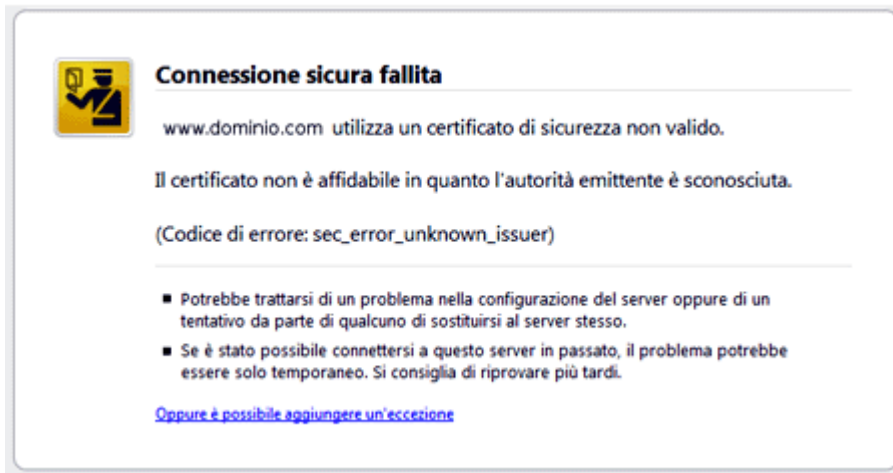 Connessione sicura fallita
www.dominio.com utilizza un certificato di sicurezza non valido.
Il certificato non è affidabile in quanto l'autorità emittente è sconosciuta.
(Codice di errore: sec_error_unknown_issuer)
Potrebbe trattarsi di un problema nella configurazione del server oppure di un
tentativo da parte di qualcuno di sostituirsi al server stesso.
Se è stato possibile connettersi a questo server in passato, il problema potrebbe
essere solo temporaneo. Si consiglia di riprovare più tardi.
Oppure è possibile aggiungere un'eccezione